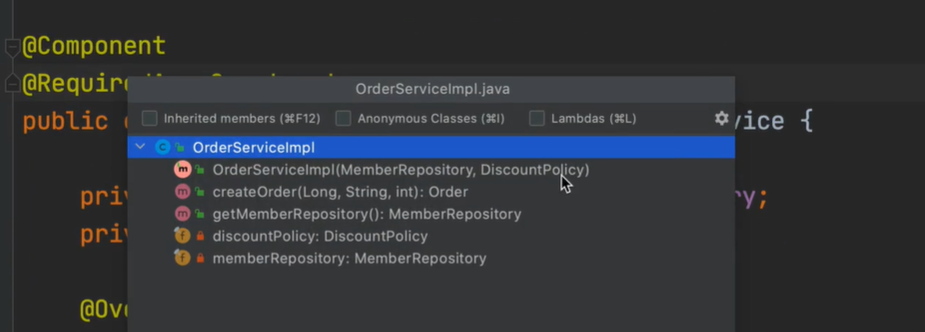 @Component
@Requir
OrderServiceImpl.java
Inherited members (⌘F12) Anonymous Classes (⌘I) Lambdas (⌘L)
public vice {
OrderServiceImpl
OrderServiceImpl(MemberRepository, DiscountPolicy)
createOrder(Long, String, int): Order
priv ry;
getMemberRepository(): MemberRepository
priv
discountPolicy: DiscountPolicy
memberRepository: MemberRepository
@Ove